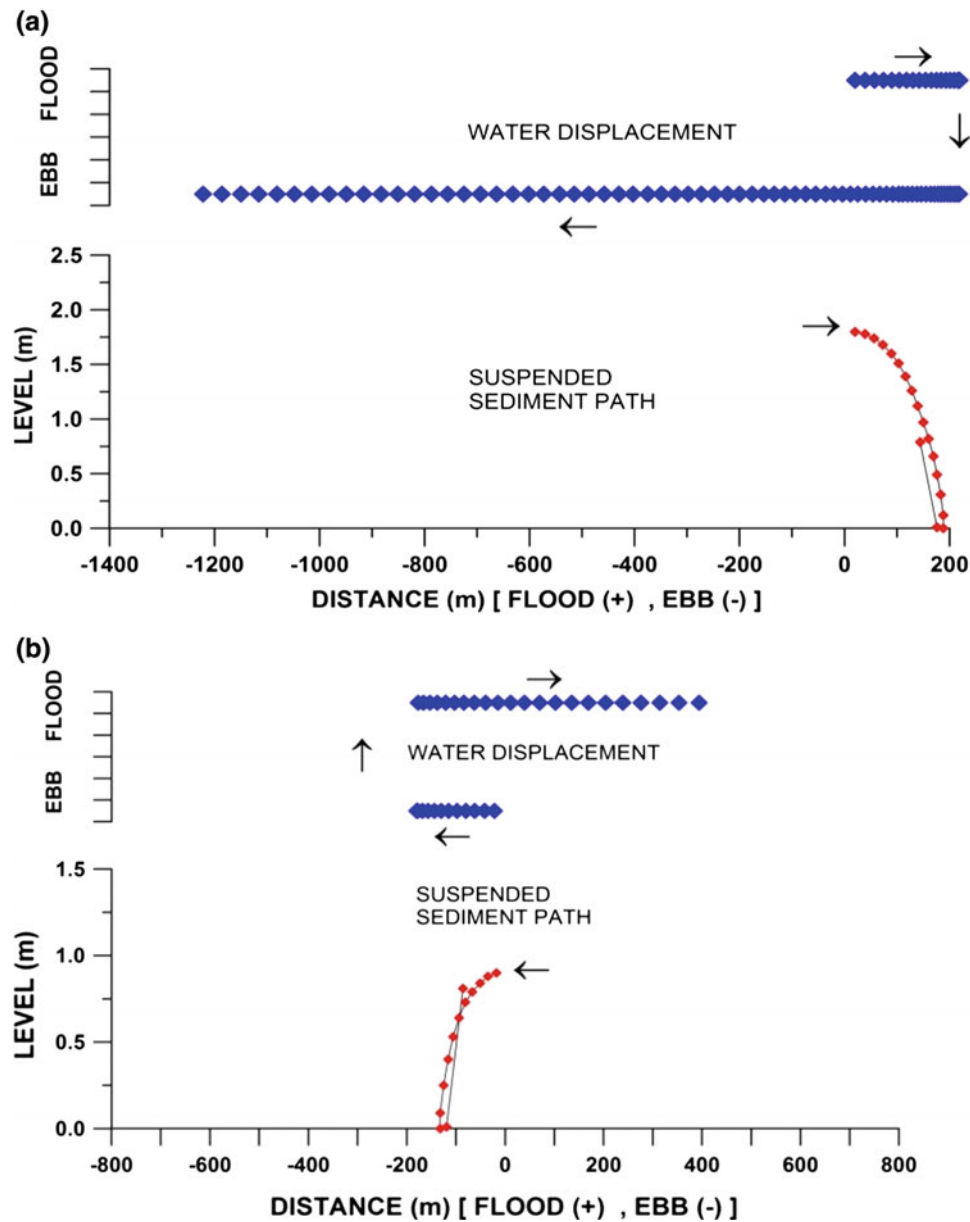 (a)
FLOOD
EBB
WATER DISPLACEMENT
2.5
2.0
1.5
1.0
0.5
0.0
LEVEL (m)
SUSPENDED
SEDIMENT PATH
-1400 -1200 -1000 -800 -600 -400 -200 0 200
DISTANCE (m) [ FLOOD (+) , EBB (-) ]
(b)
FLOOD
EBB
WATER DISPLACEMENT
1.5
1.0
0.5
0.0
LEVEL (m)
SUSPENDED
SEDIMENT PATH
-800 -600 -400 -200 0 200 400 600 800
DISTANCE (m) [ FLOOD (+) , EBB (-) ]